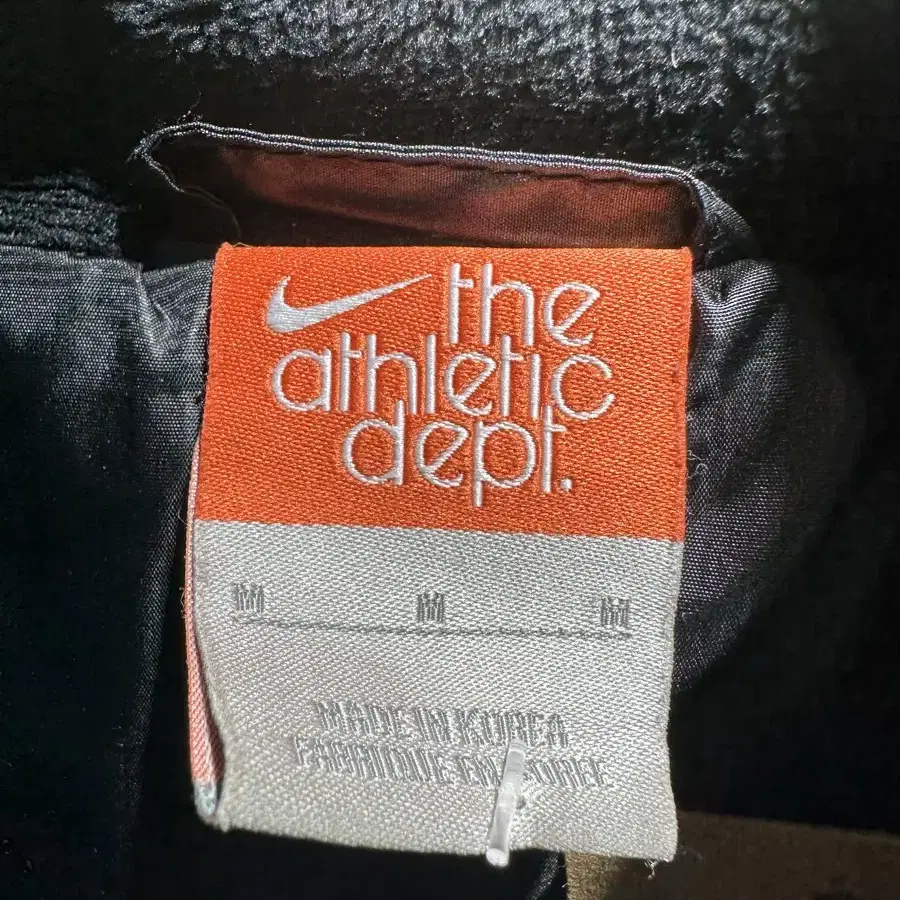 the
athletic
dept.
M M M
MADE IN KOREA
FABRIQUE EN COREE